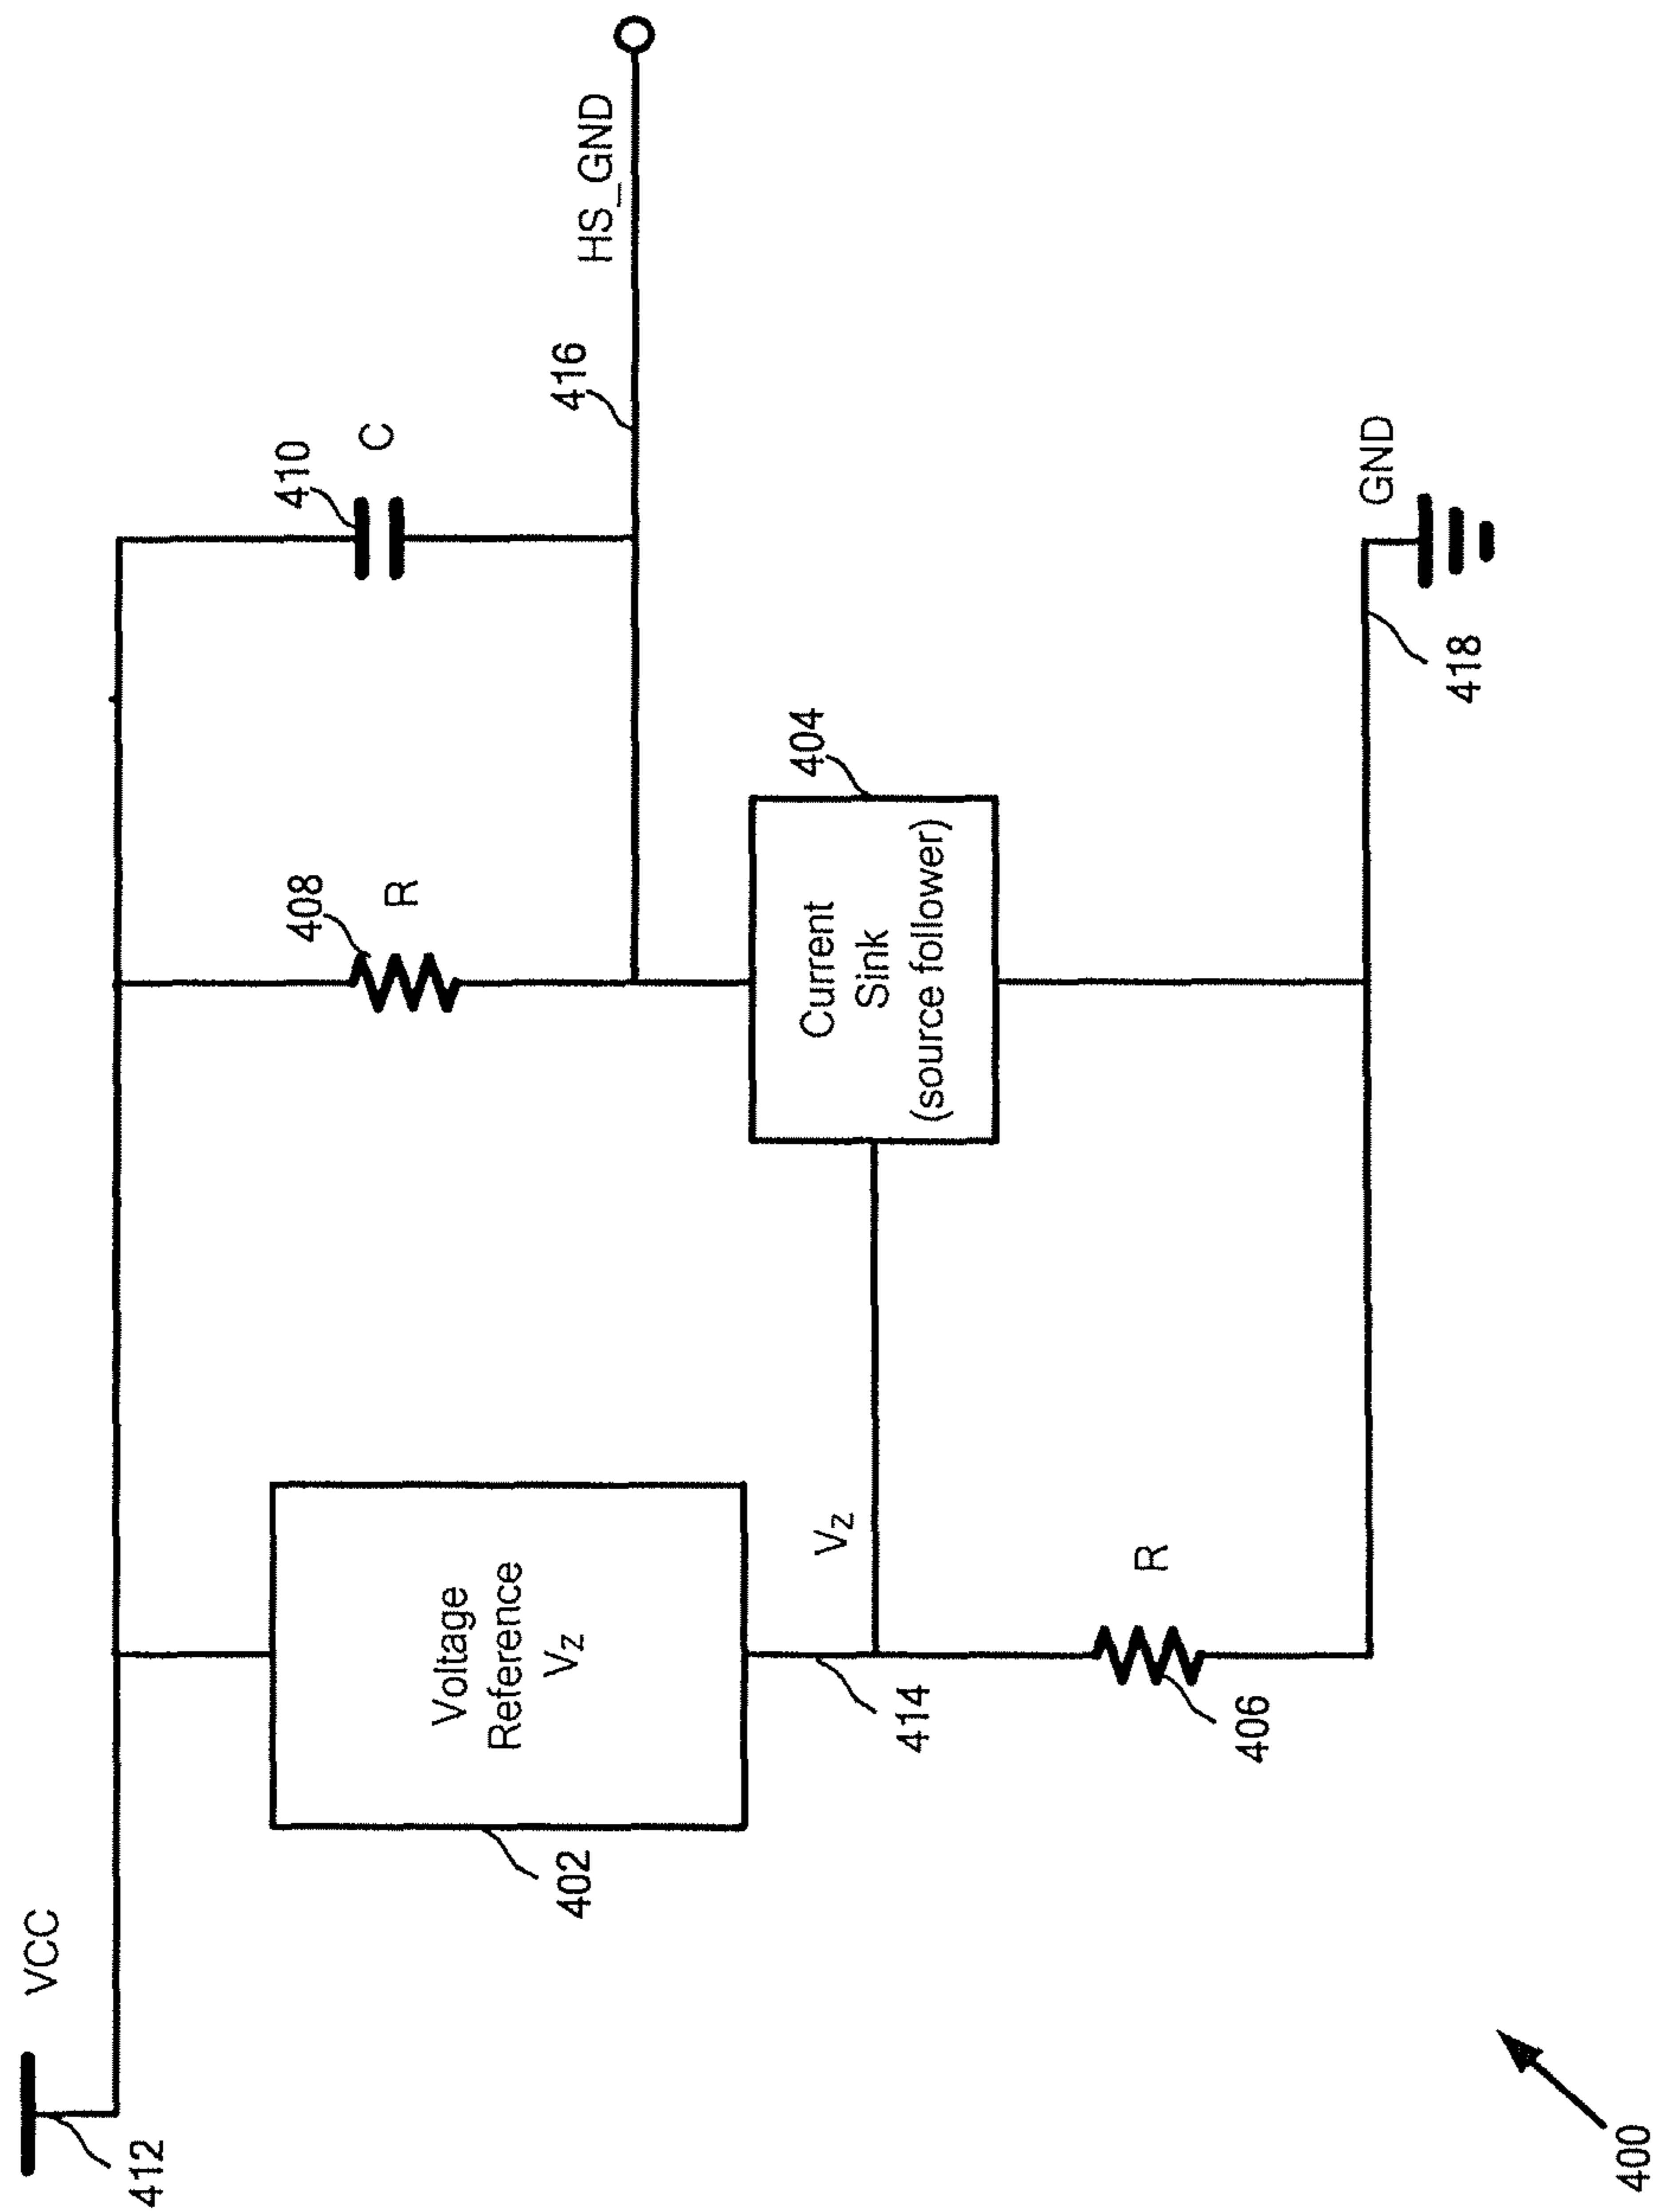 VCC
412
Voltage
Reference
VZ
402
414
VZ
R
406
408
R
410
C
416
HS_GND
404
Current
Sink
(source follower)
GND
418
400